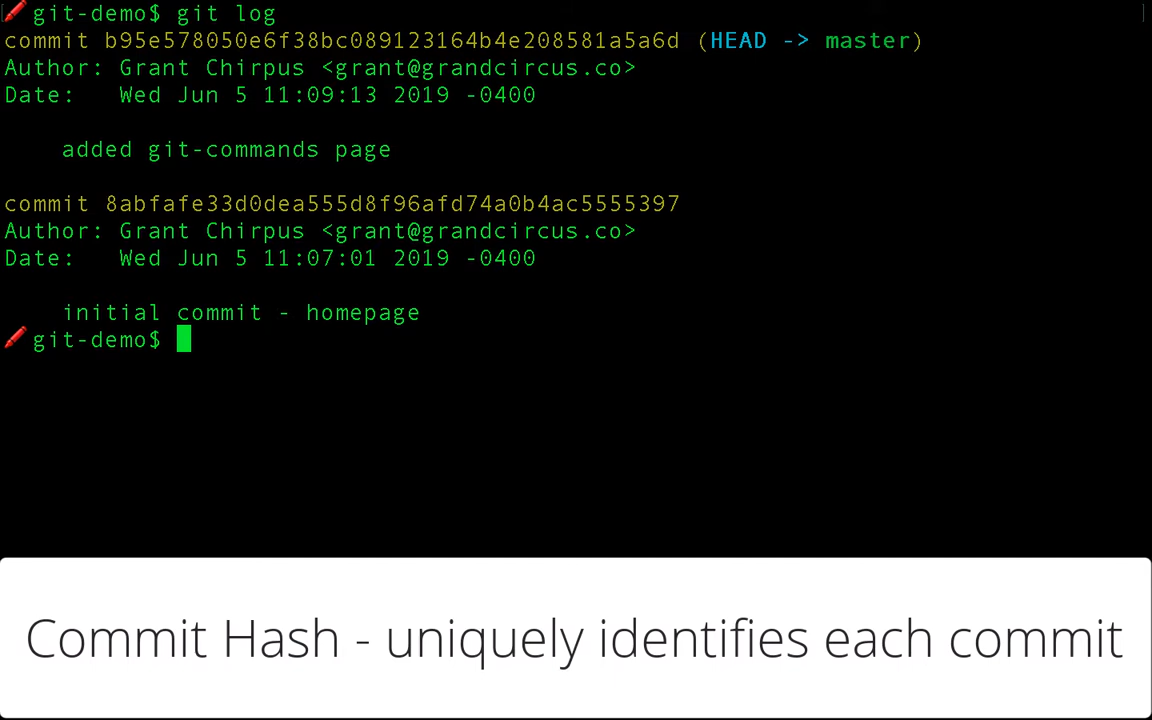 git-demo$ git log
commit b95e578050e6f38bc089123164b4e208581a5a6d (HEAD -> master)
Author: Grant Chirpus <grant@grandcircus.co>
Date:   Wed Jun 5 11:09:13 2019 -0400
added git-commands page
commit 8abfafe33d0dea555d8f96afd74a0b4ac5555397
Author: Grant Chirpus <grant@grandcircus.co>
Date:   Wed Jun 5 11:07:01 2019 -0400
initial commit - homepage
git-demo$
Commit Hash - uniquely identifies each commit